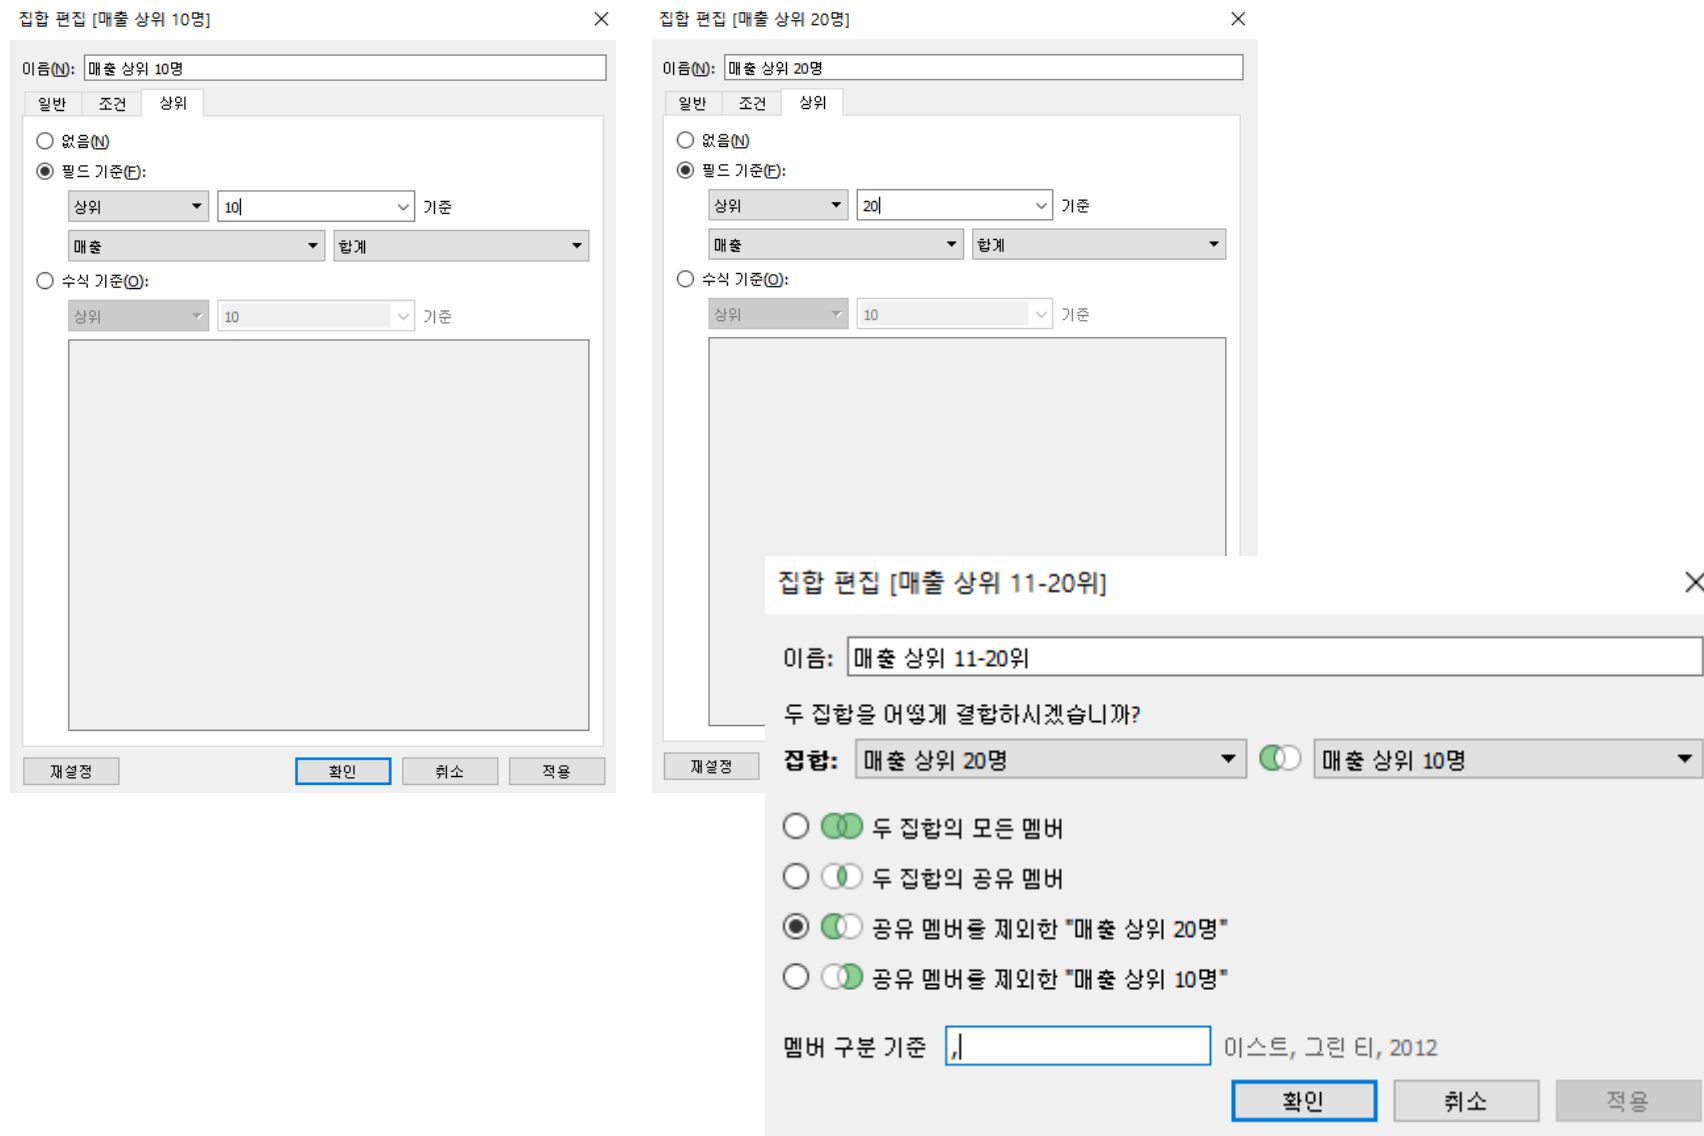 집합 편집 [매출 상위 10명]
이름(N): 매출 상위 10명
일반 조건 상위
없음(N)
필드 기준(F):
상위 10 기준
매출 합계
수식 기준(O):
상위 10 기준
재설정 확인 취소 적용
집합 편집 [매출 상위 20명]
이름(N): 매출 상위 20명
일반 조건 상위
없음(N)
필드 기준(F):
상위 20 기준
매출 합계
수식 기준(O):
상위 10 기준
재설정
집합 편집 [매출 상위 11-20위]
이름: 매출 상위 11-20위
두 집합을 어떻게 결합하시겠습니까?
집합: 매출 상위 20명 매출 상위 10명
두 집합의 모든 멤버
두 집합의 공유 멤버
공유 멤버를 제외한 "매출 상위 20명"
공유 멤버를 제외한 "매출 상위 10명"
멤버 구분 기준 , 이스트, 그린 티, 2012
확인 취소 적용